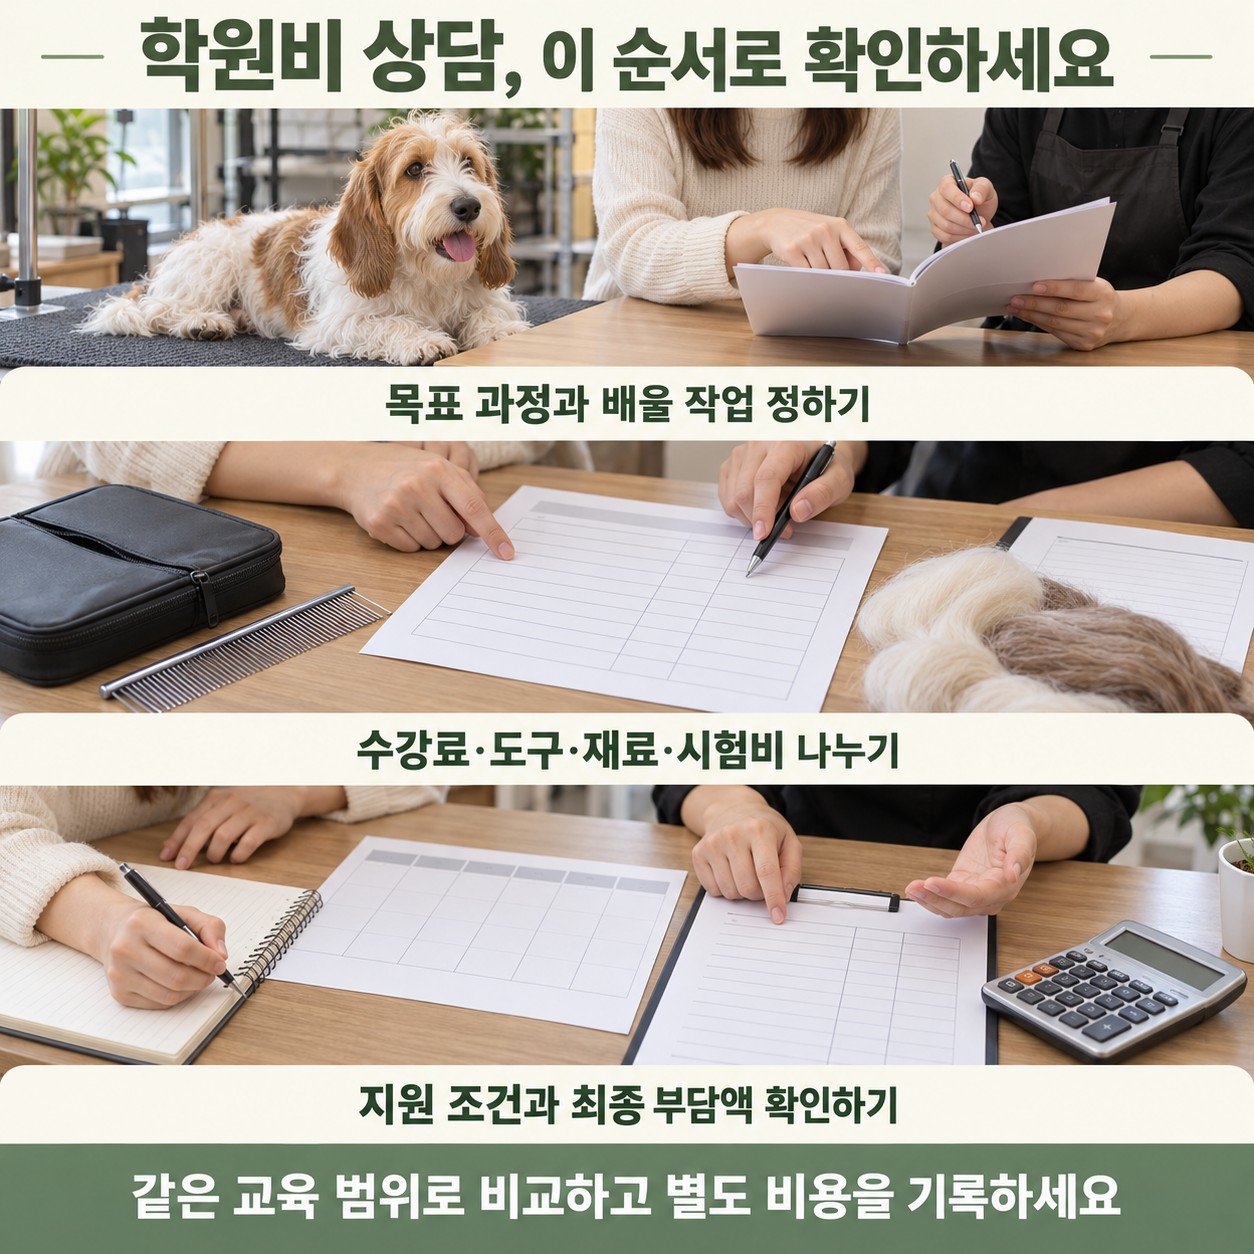 학원비 상담, 이 순서로 확인하세요
목표 과정과 배울 작업 정하기
수강료·도구·재료·시험비 나누기
지원 조건과 최종 부담액 확인하기
같은 교육 범위로 비교하고 별도 비용을 기록하세요